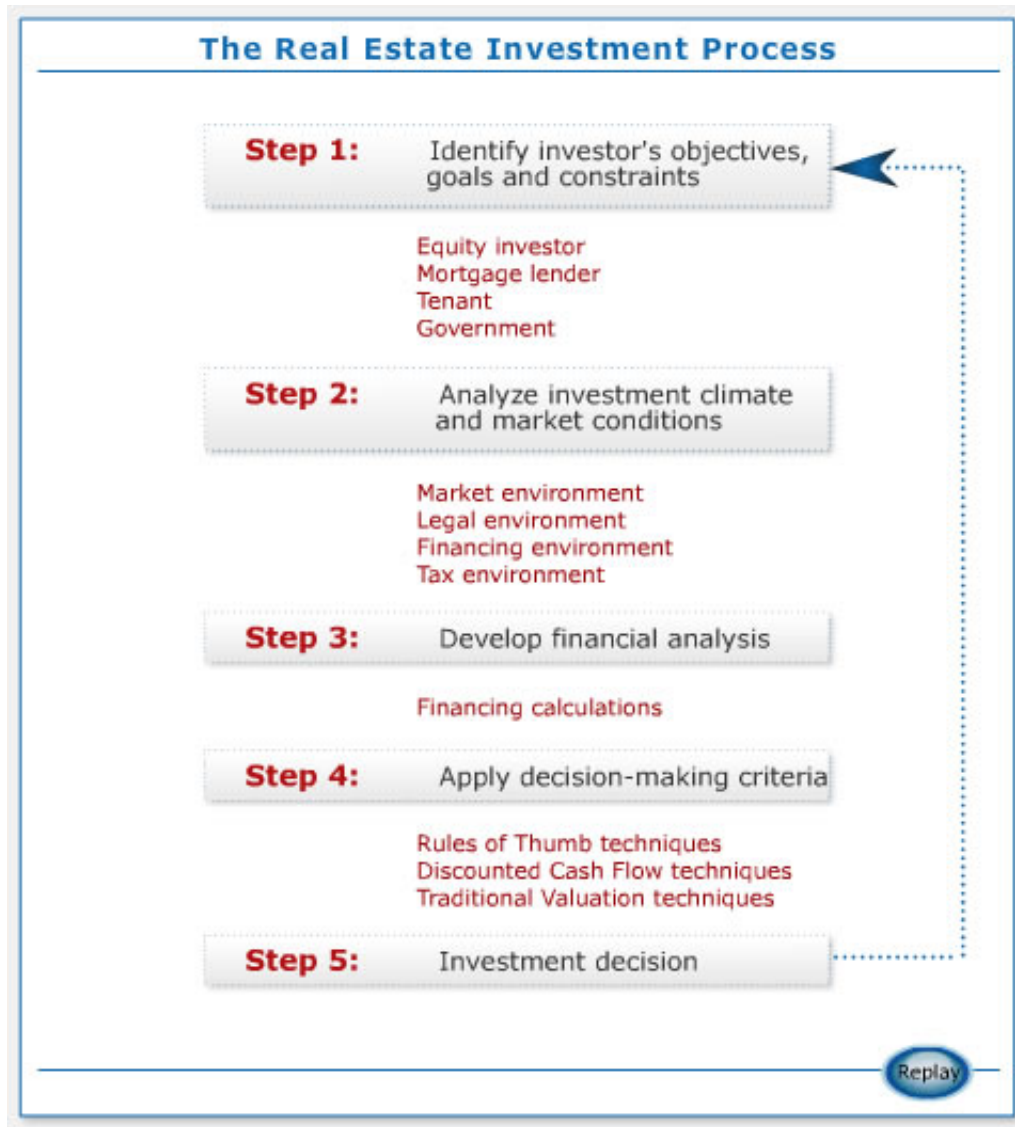 The Real Estate Investment Process
Step 1: Identify investor's objectives,
goals and constraints
Equity investor
Mortgage lender
Tenant
Government
Step 2: Analyze investment climate
and market conditions
Market environment
Legal environment
Financing environment
Tax environment
Step 3: Develop financial analysis
Financing calculations
Step 4: Apply decision-making criteria
Rules of Thumb techniques
Discounted Cash Flow techniques
Traditional Valuation techniques
Step 5: Investment decision
Replay